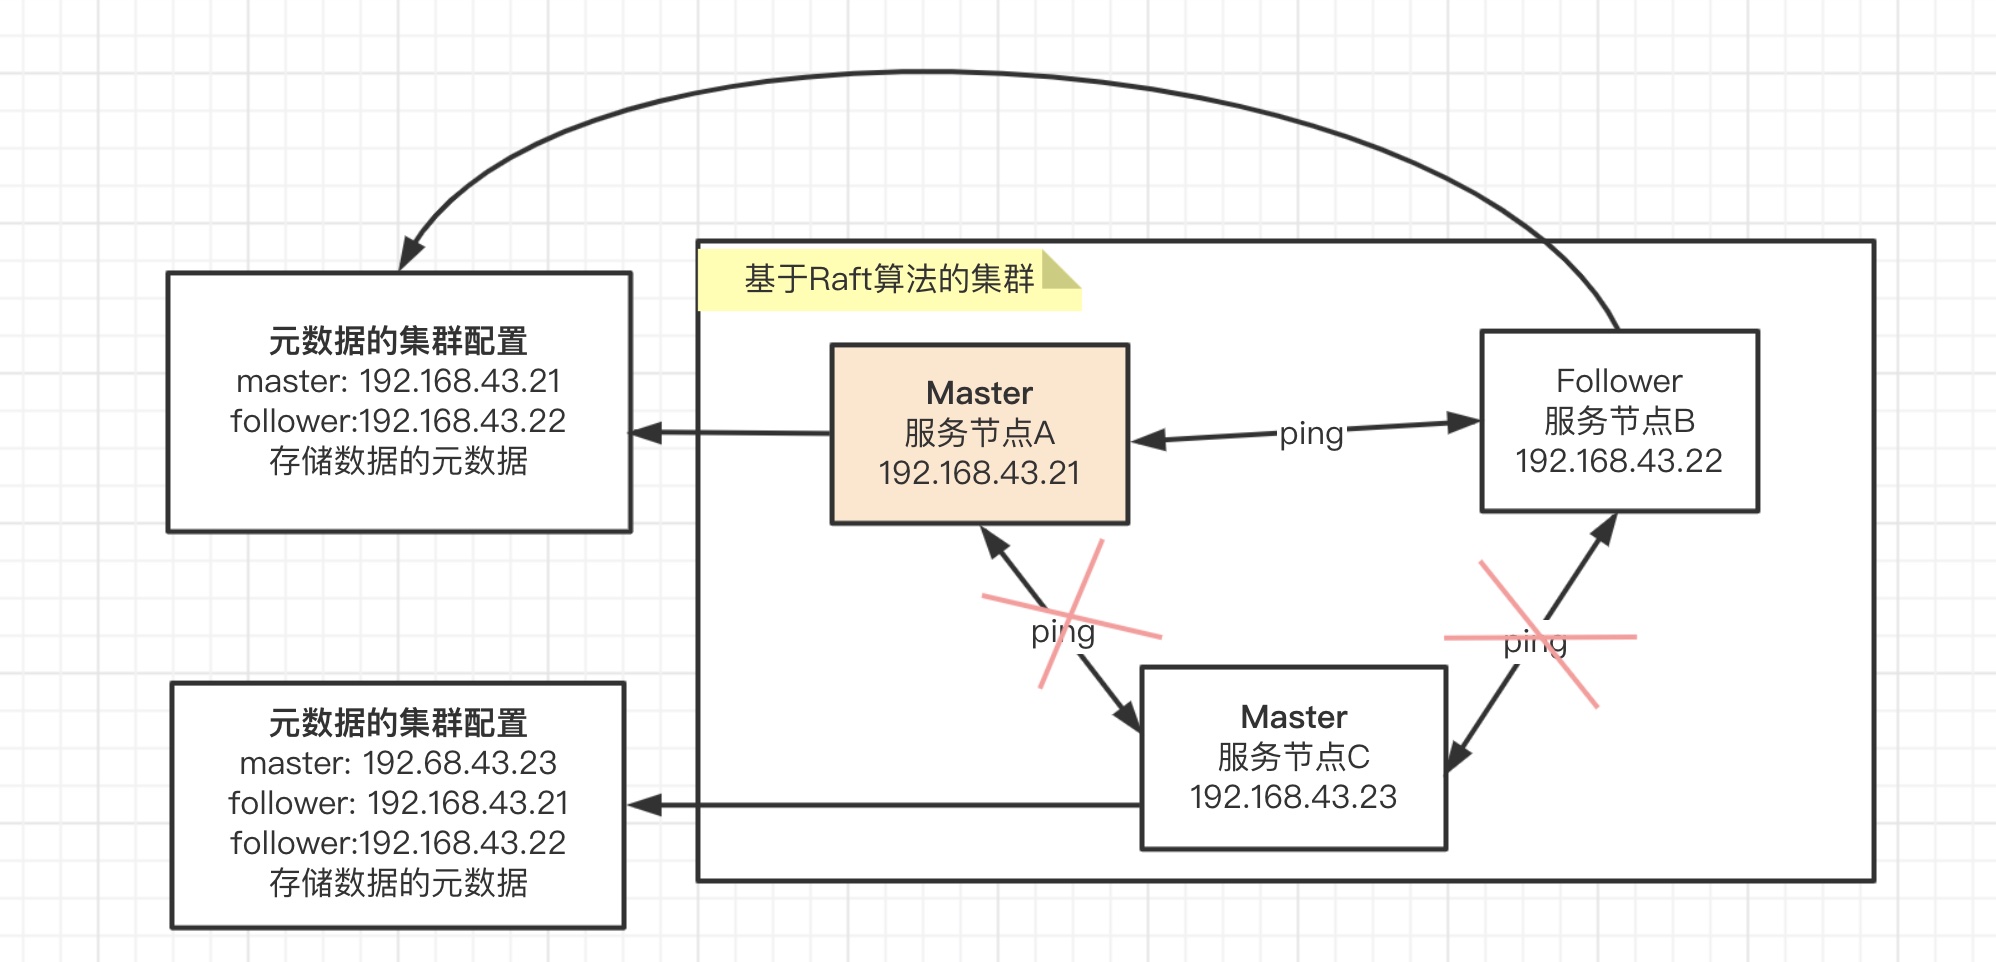 基于Raft算法的集群
元数据的集群配置
master: 192.168.43.21
follower:192.168.43.22
存储数据的元数据
Master
服务节点A
192.168.43.21
ping
Follower
服务节点B
192.168.43.22
ping
ping
元数据的集群配置
master: 192.68.43.23
follower: 192.168.43.21
follower:192.168.43.22
存储数据的元数据
Master
服务节点C
192.168.43.23